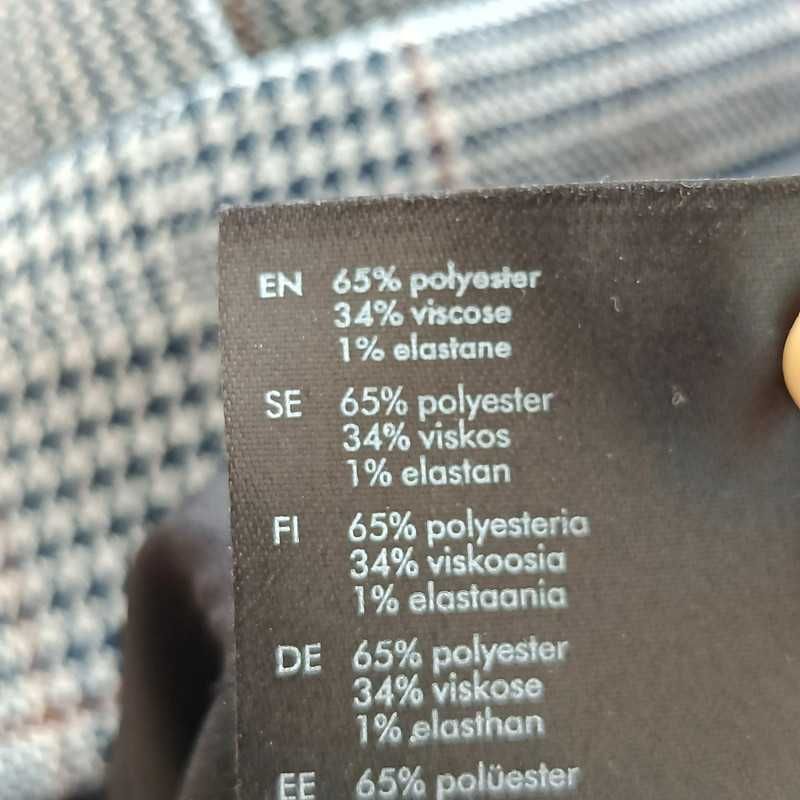 EN 65% polyester
34% viscose
1% elastane
SE 65% polyester
34% viskos
1% elastan
FI 65% polyesteria
34% viskoosia
1% elastaania
DE 65% polyester
34% viskose
1% elasthan
EE 65% polüester